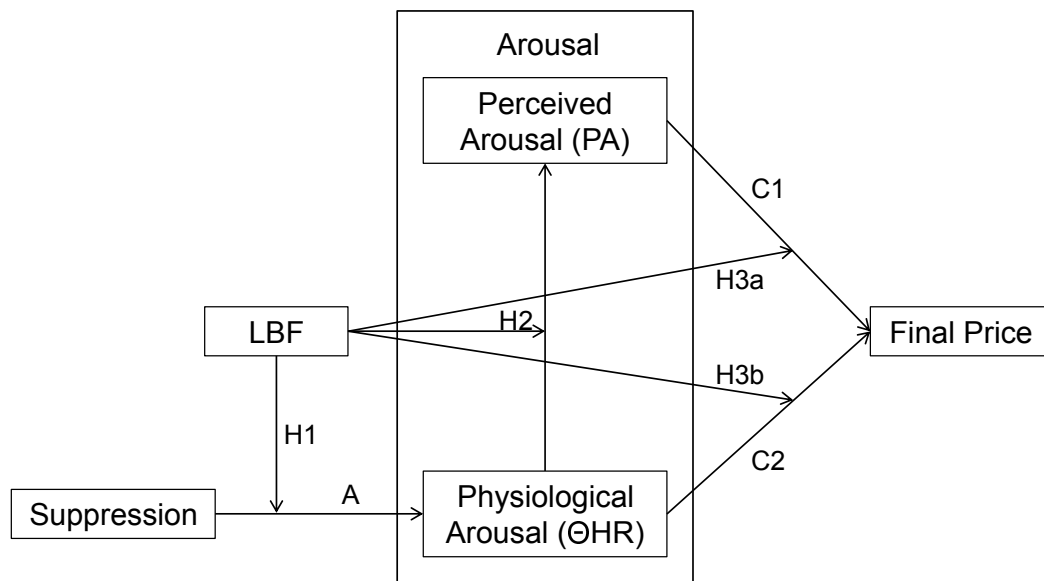 Arousal
Perceived
Arousal (PA)
C1
H3a
LBF
H2
Final Price
H3b
H1
C2
A
Suppression
Physiological
Arousal (ΘHR)